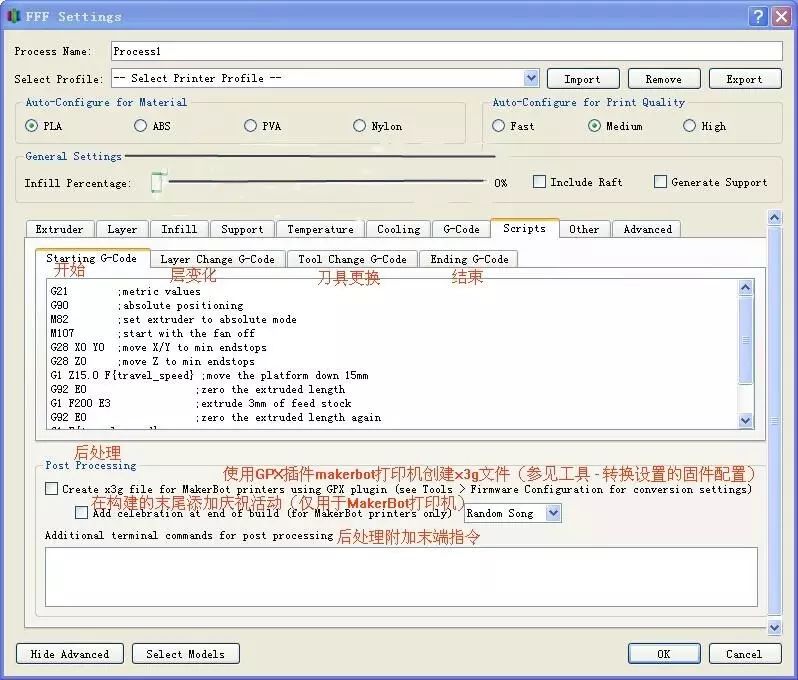 FFF Settings
Process Name: Process1
Select Profile: -- Select Printer Profile -- Import Remove Export
Auto-Configure for Material Auto-Configure for Print Quality
PLA ABS PVA Nylon Fast Medium High
General Settings
Infill Percentage: 0% Include Raft Generate Support
Extruder Layer Infill Support Temperature Cooling G-Code Scripts Other Advanced
Starting G-Code Layer Change G-Code Tool Change G-Code Ending G-Code
开始 层变化 刀具更换 结束
G21 ;metric values
G90 ;absolute positioning
M82 ;set extruder to absolute mode
M107 ;start with the fan off
G28 X0 Y0 ;move X/Y to min endstops
G28 Z0 ;move Z to min endstops
G1 Z15.0 F{travel_speed} ;move the platform down 15mm
G92 E0 ;zero the extruded length
G1 F200 E3 ;extrude 3mm of feed stock
G92 E0 ;zero the extruded length again
后处理
Post Processing
使用GPX插件makerbot打印机创建x3g文件（参见工具 - 转换设置的固件配置）
Create x3g file for MakerBot printers using GPX plugin (see Tools > Firmware Configuration for conversion settings)
在构建的末尾添加庆祝活动（仅用于MakerBot打印机）
Add celebration at end of build (for MakerBot printers only) Random Song
Additional terminal commands for post processing 后处理附加末端指令
Hide Advanced Select Models OK Cancel